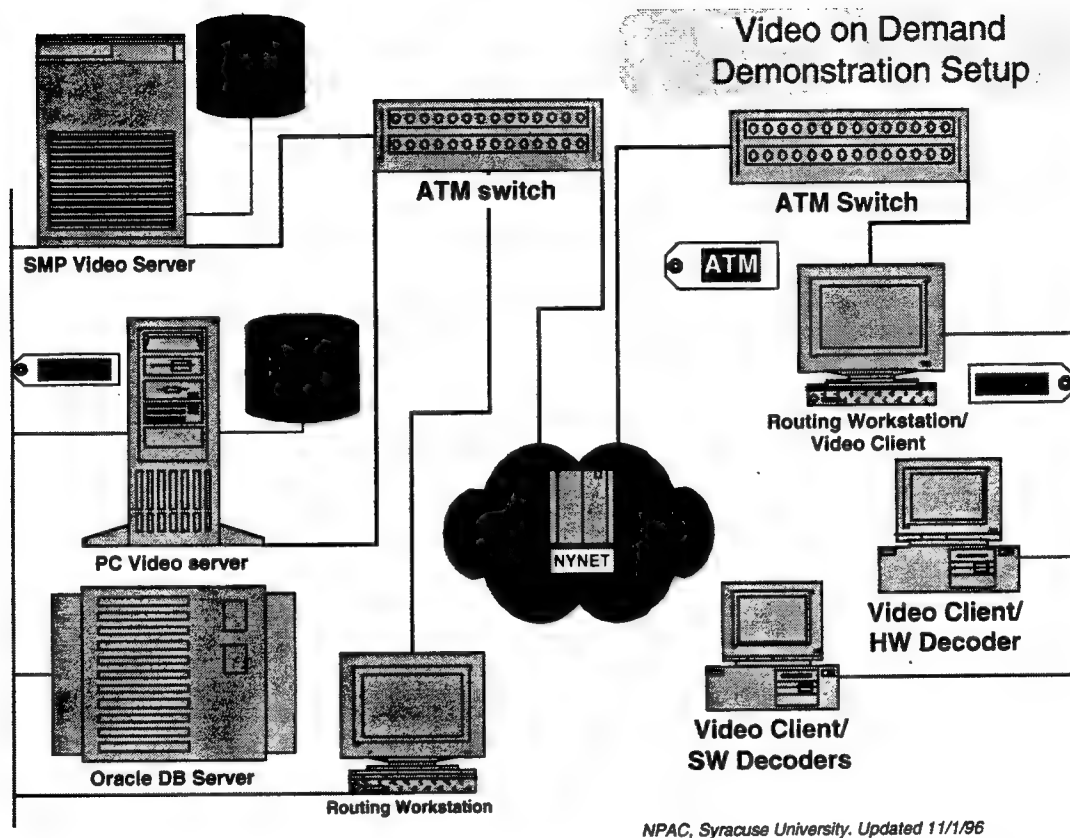 Video on Demand
Demonstration Setup
ATM switch
ATM Switch
SMP Video Server
ATM
Routing Workstation/
Video Client
PC Video server
NYNET
Video Client/
HW Decoder
Video Client/
SW Decoders
Oracle DB Server
Routing Workstation
NPAC, Syracuse University. Updated 11/1/96